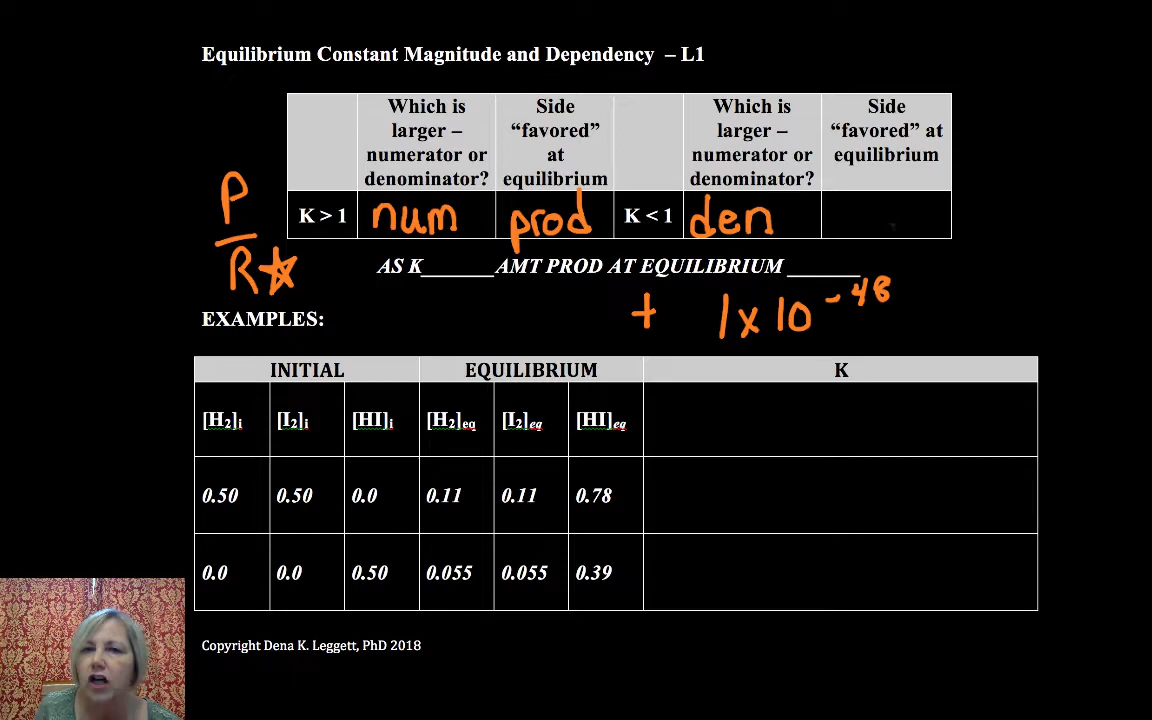 Equilibrium Constant Magnitude and Dependency – L1
Which is larger – numerator or denominator?
Side “favored” at equilibrium
Which is larger – numerator or denominator?
Side “favored” at equilibrium
K > 1 num prod K < 1 den
P
R
AS K______AMT PROD AT EQUILIBRIUM ______
+ 1 x 10⁻⁴⁸
EXAMPLES:
INITIAL EQUILIBRIUM K
[H₂]i [I₂]i [HI]i [H₂]eq [I₂]eq [HI]eq
0.50 0.50 0.0 0.11 0.11 0.78
0.0 0.0 0.50 0.055 0.055 0.39
Copyright Dena K. Leggett, PhD 2018